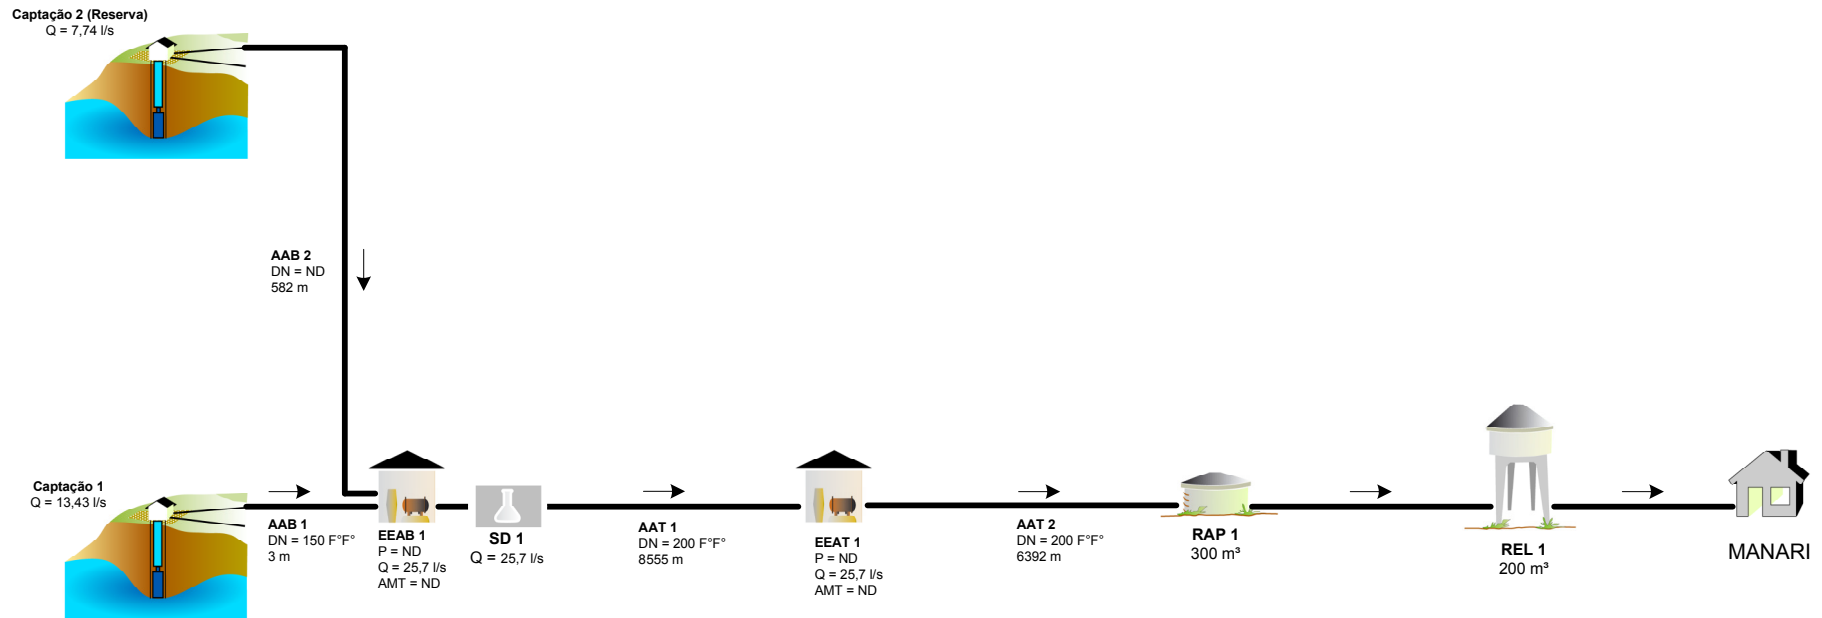 Captação 2 (Reserva)
Q = 7,74 l/s
AAB 2
DN = ND
582 m
Captação 1
Q = 13,43 l/s
AAB 1
DN = 150 F°F°
3 m
EEAB 1
P = ND
Q = 25,7 l/s
AMT = ND
SD 1
Q = 25,7 l/s
AAT 1
DN = 200 F°F°
8555 m
EEAT 1
P = ND
Q = 25,7 l/s
AMT = ND
AAT 2
DN = 200 F°F°
6392 m
RAP 1
300 m³
REL 1
200 m³
MANARI